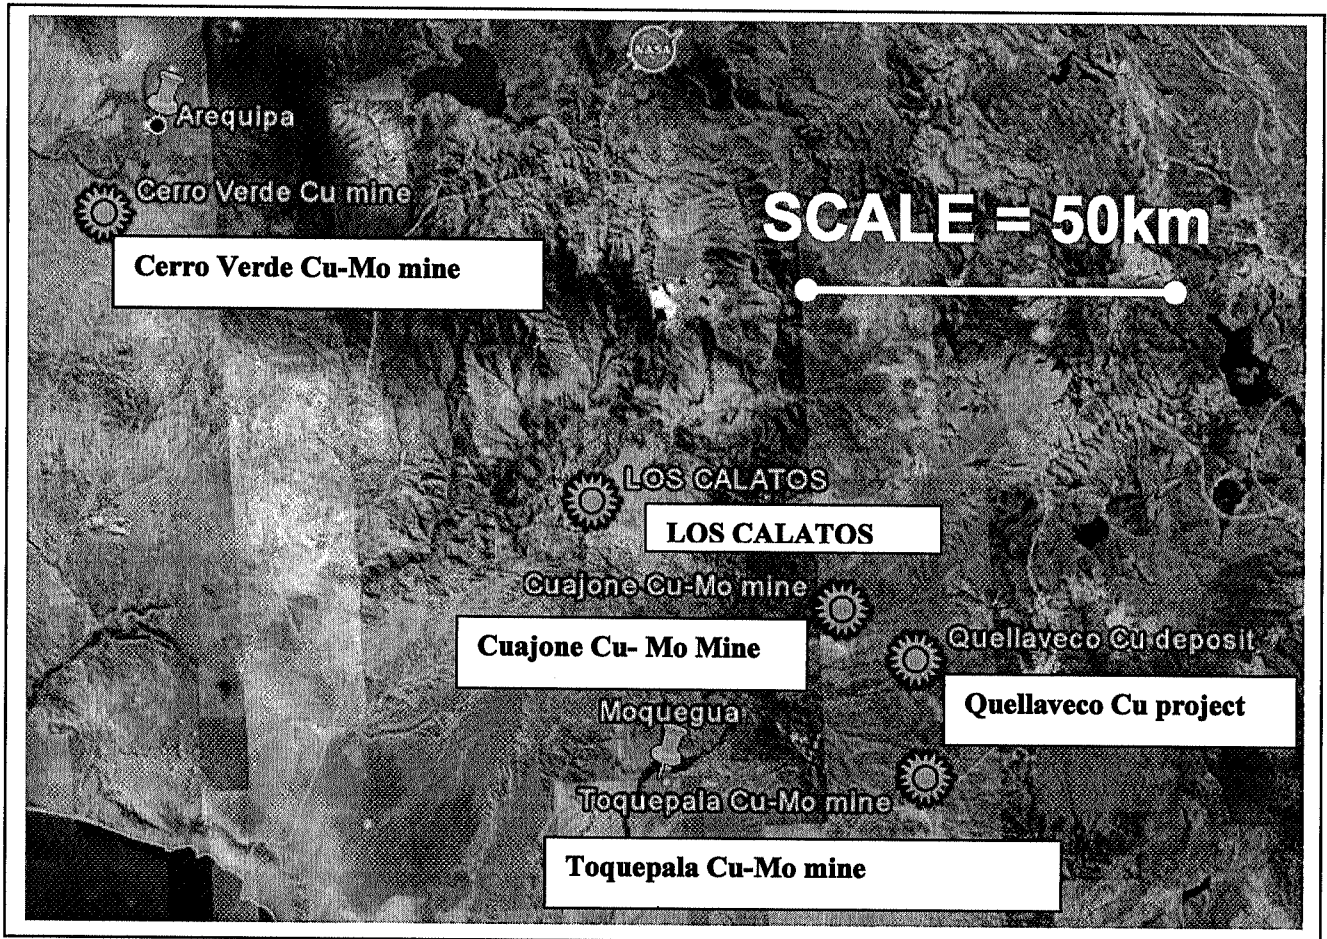 NASA
Arequipa
Cerro Verde Cu mine
Cerro Verde Cu-Mo mine
SCALE = 50km
LOS CALATOS
LOS CALATOS
Cuajone Cu-Mo mine
Cuajone Cu- Mo Mine
Quellaveco Cu deposit
Quellaveco Cu project
Moquegua
Toquepala Cu-Mo mine
Toquepala Cu-Mo mine